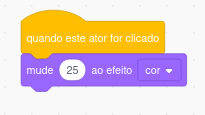 quando este ator for clicado
mude 25 ao efeito cor